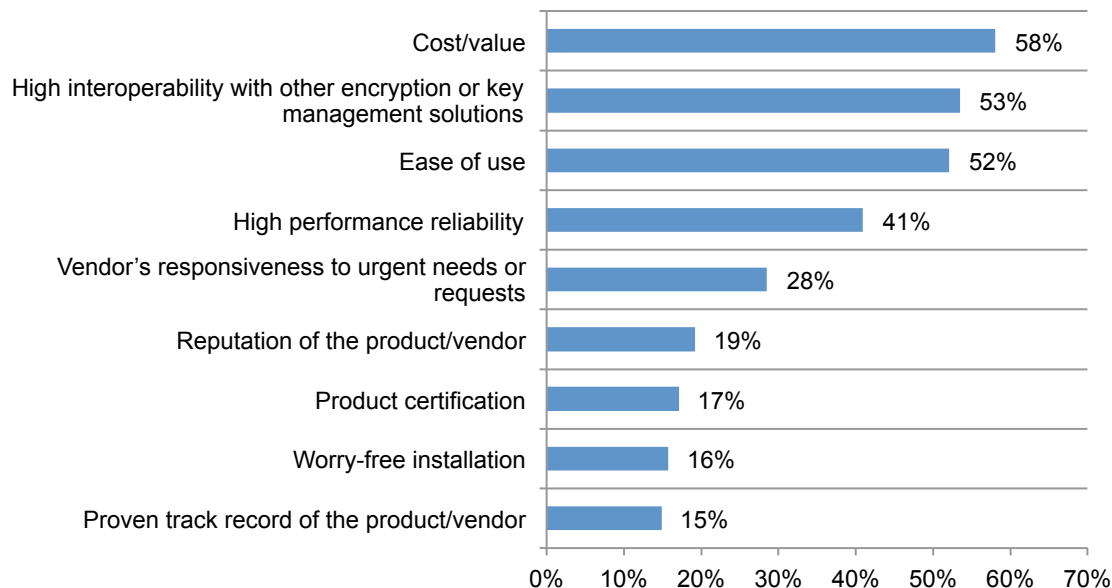 Cost/value
58%
High interoperability with other encryption or key
management solutions
53%
Ease of use
52%
High performance reliability
41%
Vendor’s responsiveness to urgent needs or
requests
28%
Reputation of the product/vendor
19%
Product certification
17%
Worry-free installation
16%
Proven track record of the product/vendor
15%
0% 10% 20% 30% 40% 50% 60% 70%